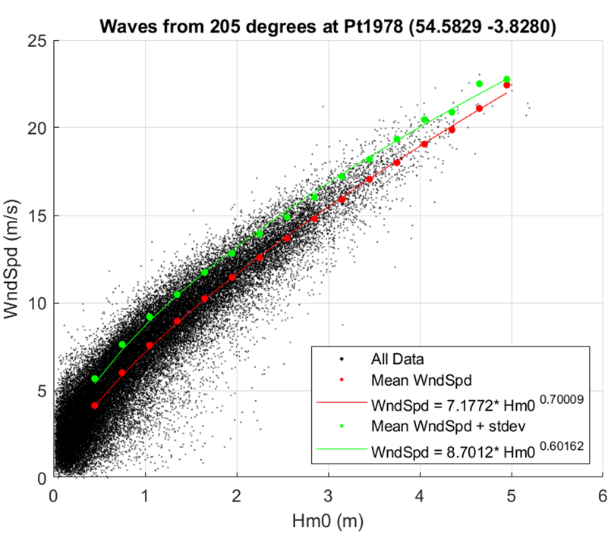 Waves from 205 degrees at Pt1978 (54.5829 -3.8280)
25
20
15
10
5
0
WndSpd (m/s)
All Data
Mean WndSpd
WndSpd = 7.1772* Hm0 0.70009
Mean WndSpd + stdev
WndSpd = 8.7012* Hm0 0.60162
0 1 2 3 4 5 6
Hm0 (m)